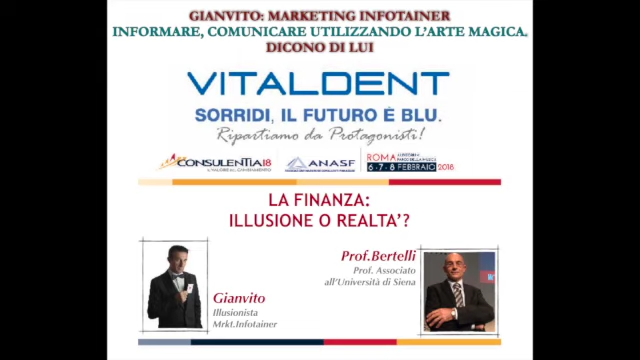 GIANVITO: MARKETING INFOTAINER
INFORMARE, COMUNICARE UTILIZZANDO L'ARTE MAGICA.
DICONO DI LUI
VITALDENT
SORRIDI, IL FUTURO È BLU.
Ripartiamo da Protagonisti!
CONSULENTIA18
ANASF
ROMA
6·7·8 FEBBRAIO 2018
LA FINANZA:
ILLUSIONE O REALTA'?
Prof.Bertelli
Prof. Associato
all'Università di Siena
Gianvito
Illusionista
Mrkt.Infotainer